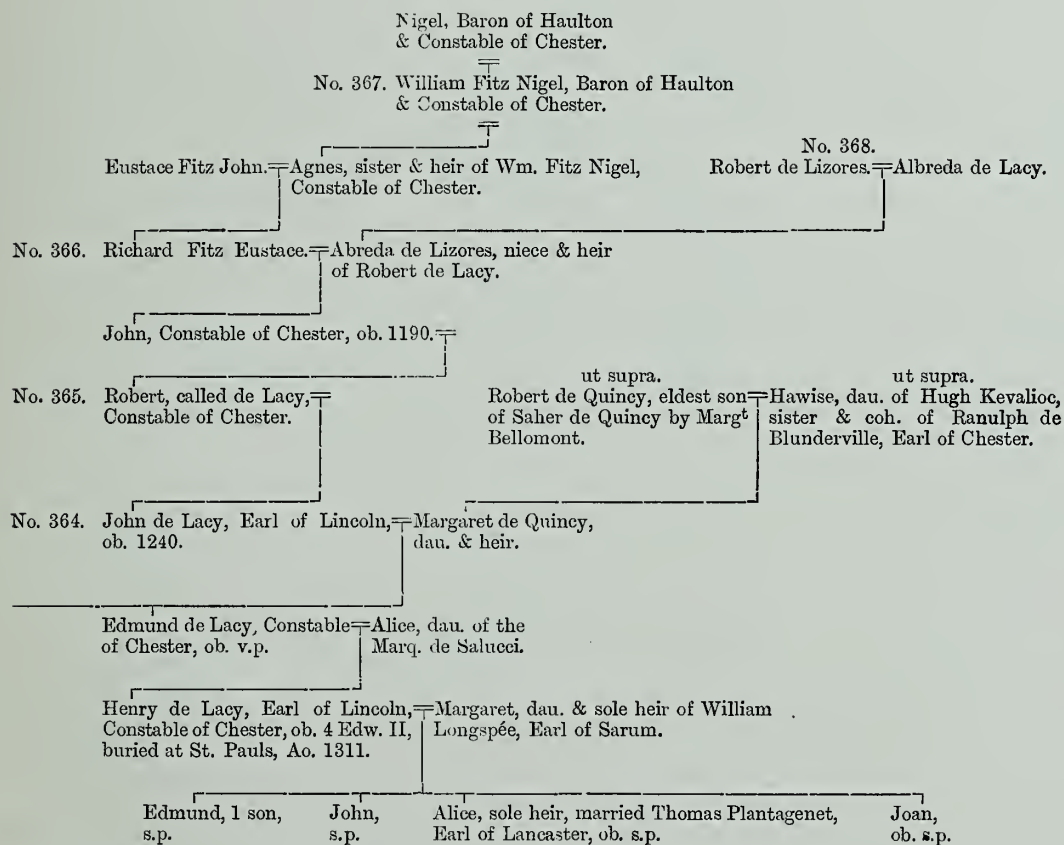 Nigel, Baron of Haulton
& Constable of Chester.
No. 367. William Fitz Nigel, Baron of Haulton
& Constable of Chester.
No. 368.
Eustace Fitz John. Agnes, sister & heir of Wm. Fitz Nigel,
Constable of Chester.
Robert de Lizores. Albreda de Lacy.
No. 366. Richard Fitz Eustace. Abreda de Lizores, niece & heir
of Robert de Lacy.
John, Constable of Chester, ob. 1190.
No. 365. Robert, called de Lacy,
Constable of Chester.
ut supra.
Robert de Quincy, eldest son
of Saher de Quincy by Margt
Bellomont.
ut supra.
Hawise, dau. of Hugh Kevalioc,
sister & coh. of Ranulph de
Blunderville, Earl of Chester.
No. 364. John de Lacy, Earl of Lincoln,
ob. 1240.
Margaret de Quincy,
dau. & heir.
Edmund de Lacy, Constable
of Chester, ob. v.p.
Alice, dau. of the
Marq. de Salucci.
Henry de Lacy, Earl of Lincoln,
Constable of Chester, ob. 4 Edw. II,
buried at St. Pauls, Ao. 1311.
Margaret, dau. & sole heir of William
Longspée, Earl of Sarum.
Edmund, 1 son,
s.p.
John,
s.p.
Alice, sole heir, married Thomas Plantagenet,
Earl of Lancaster, ob. s.p.
Joan,
ob. s.p.